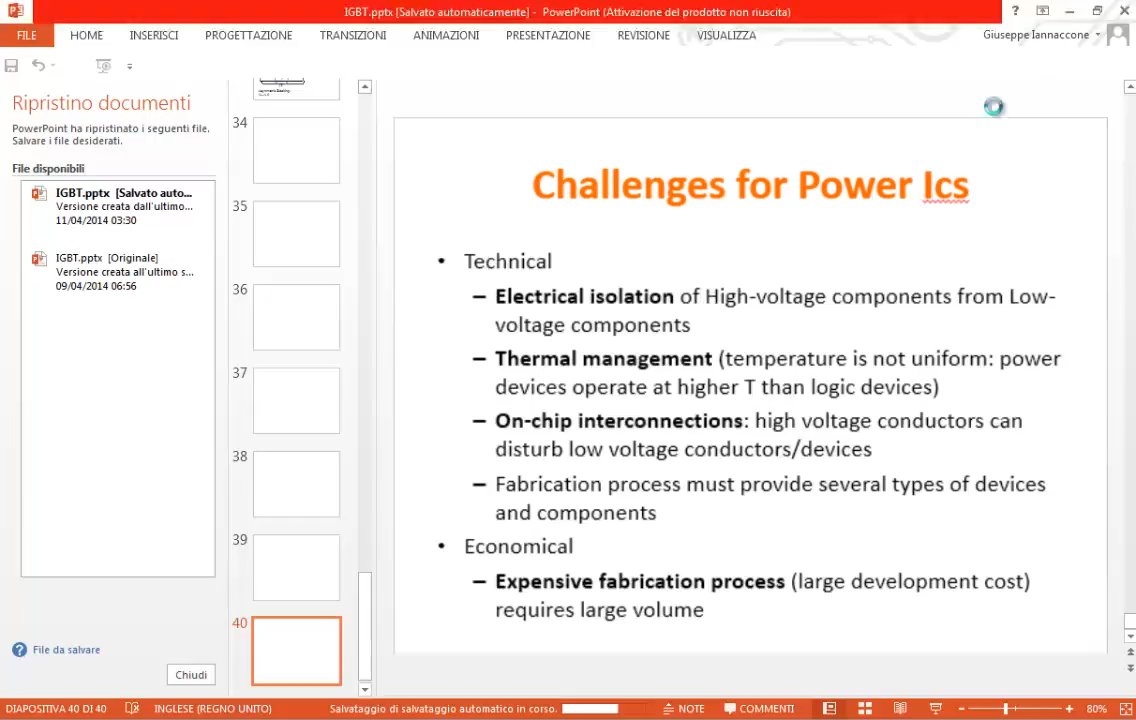 IGBT.pptx [Salvato automaticamente] - PowerPoint (Attivazione del prodotto non riuscita)
FILE HOME INSERISCI PROGETTAZIONE TRANSIZIONI ANIMAZIONI PRESENTAZIONE REVISIONE VISUALIZZA Giuseppe Iannaccone
Ripristino documenti
PowerPoint ha ripristinato i seguenti file.
Salvare i file desiderati.
File disponibili
IGBT.pptx [Salvato auto...
Versione creata dall'ultimo...
11/04/2014 03:30
IGBT.pptx [Originale]
Versione creata all'ultimo s...
09/04/2014 06:56
File da salvare
Chiudi
34
35
36
37
38
39
40
Challenges for Power Ics
• Technical
– Electrical isolation of High-voltage components from Low-
voltage components
– Thermal management (temperature is not uniform: power
devices operate at higher T than logic devices)
– On-chip interconnections: high voltage conductors can
disturb low voltage conductors/devices
– Fabrication process must provide several types of devices
and components
• Economical
– Expensive fabrication process (large development cost)
requires large volume
DIAPOSITIVA 40 DI 40 INGLESE (REGNO UNITO) Salvataggio di salvataggio automatico in corso. NOTE COMMENTI 80%